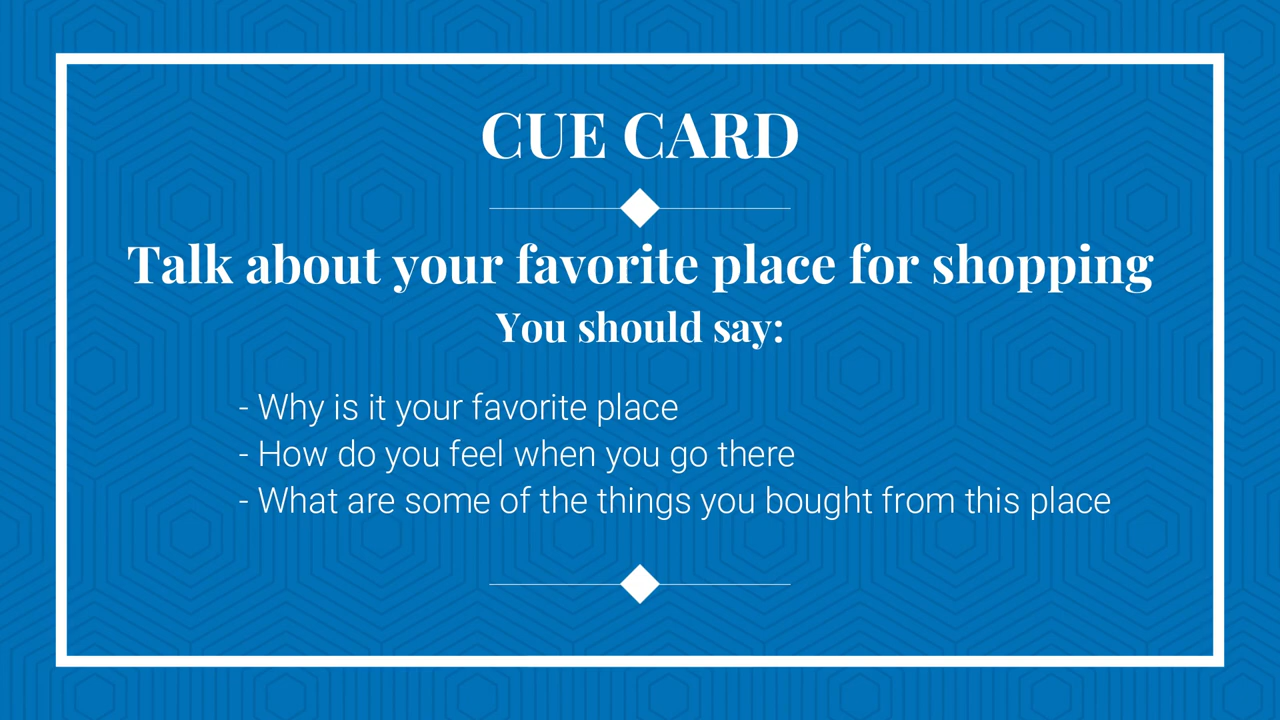 CUE CARD
Talk about your favorite place for shopping
You should say:
- Why is it your favorite place
- How do you feel when you go there
- What are some of the things you bought from this place